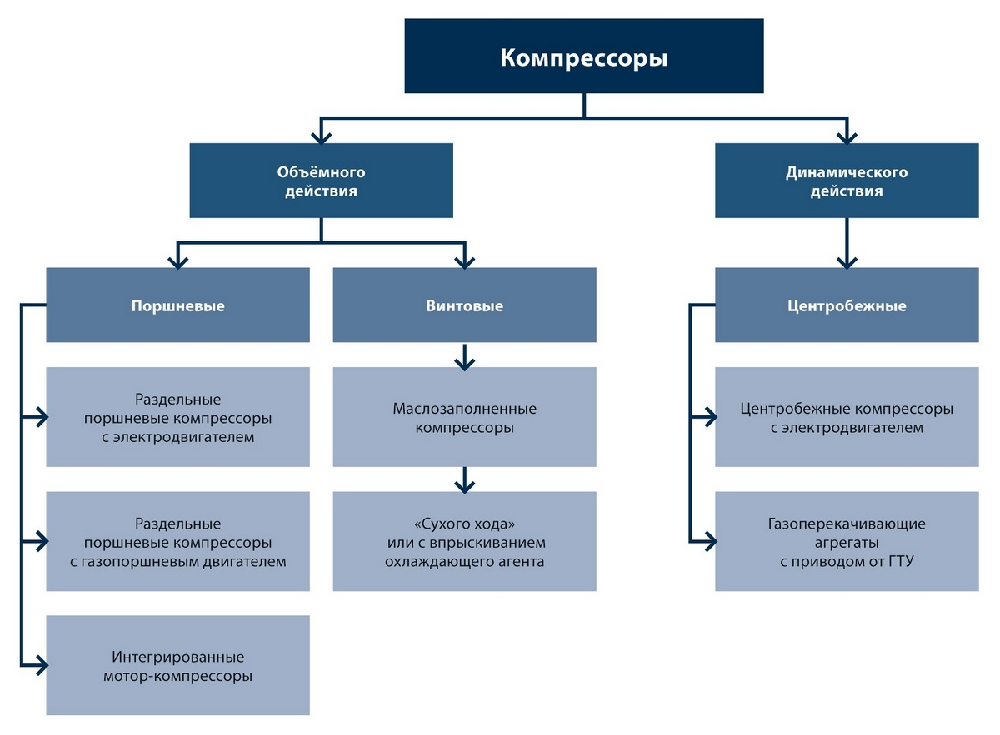 Компрессоры
Объёмного
действия
Динамического
действия
Поршневые
Винтовые
Центробежные
Раздельные
поршневые компрессоры
с электродвигателем
Маслозаполненные
компрессоры
Центробежные компрессоры
с электродвигателем
Раздельные
поршневые компрессоры
с газопоршневым двигателем
«Сухого хода»
или с впрыскиванием
охлаждающего агента
Газоперекачивающие
агрегаты
с приводом от ГТУ
Интегрированные
мотор-компрессоры